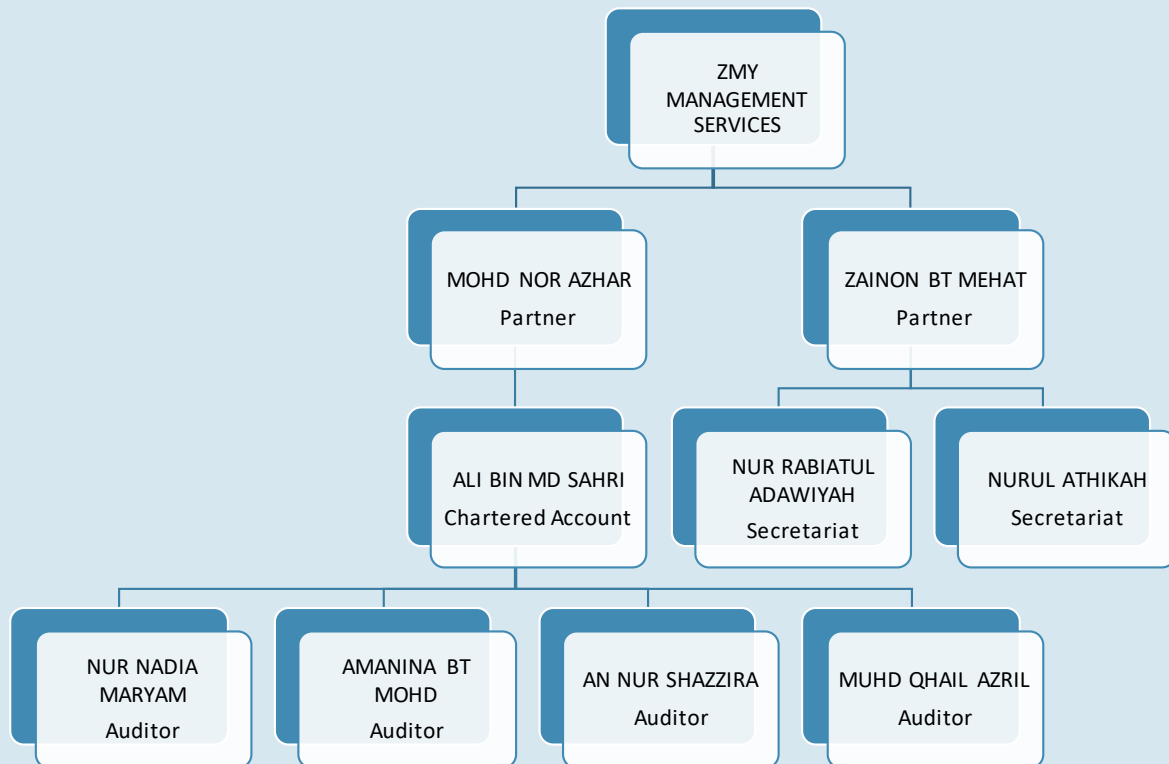 ZMY
MANAGEMENT
SERVICES
MOHD NOR AZHAR
Partner
ZAINON BT MEHAT
Partner
ALI BIN MD SAHRI
Chartered Account
NUR RABIATUL
ADAWIYAH
Secretariat
NURUL ATHIKAH
Secretariat
NUR NADIA
MARYAM
Auditor
AMANINA BT
MOHD
Auditor
AN NUR SHAZZIRA
Auditor
MUHD QHAIL AZRIL
Auditor